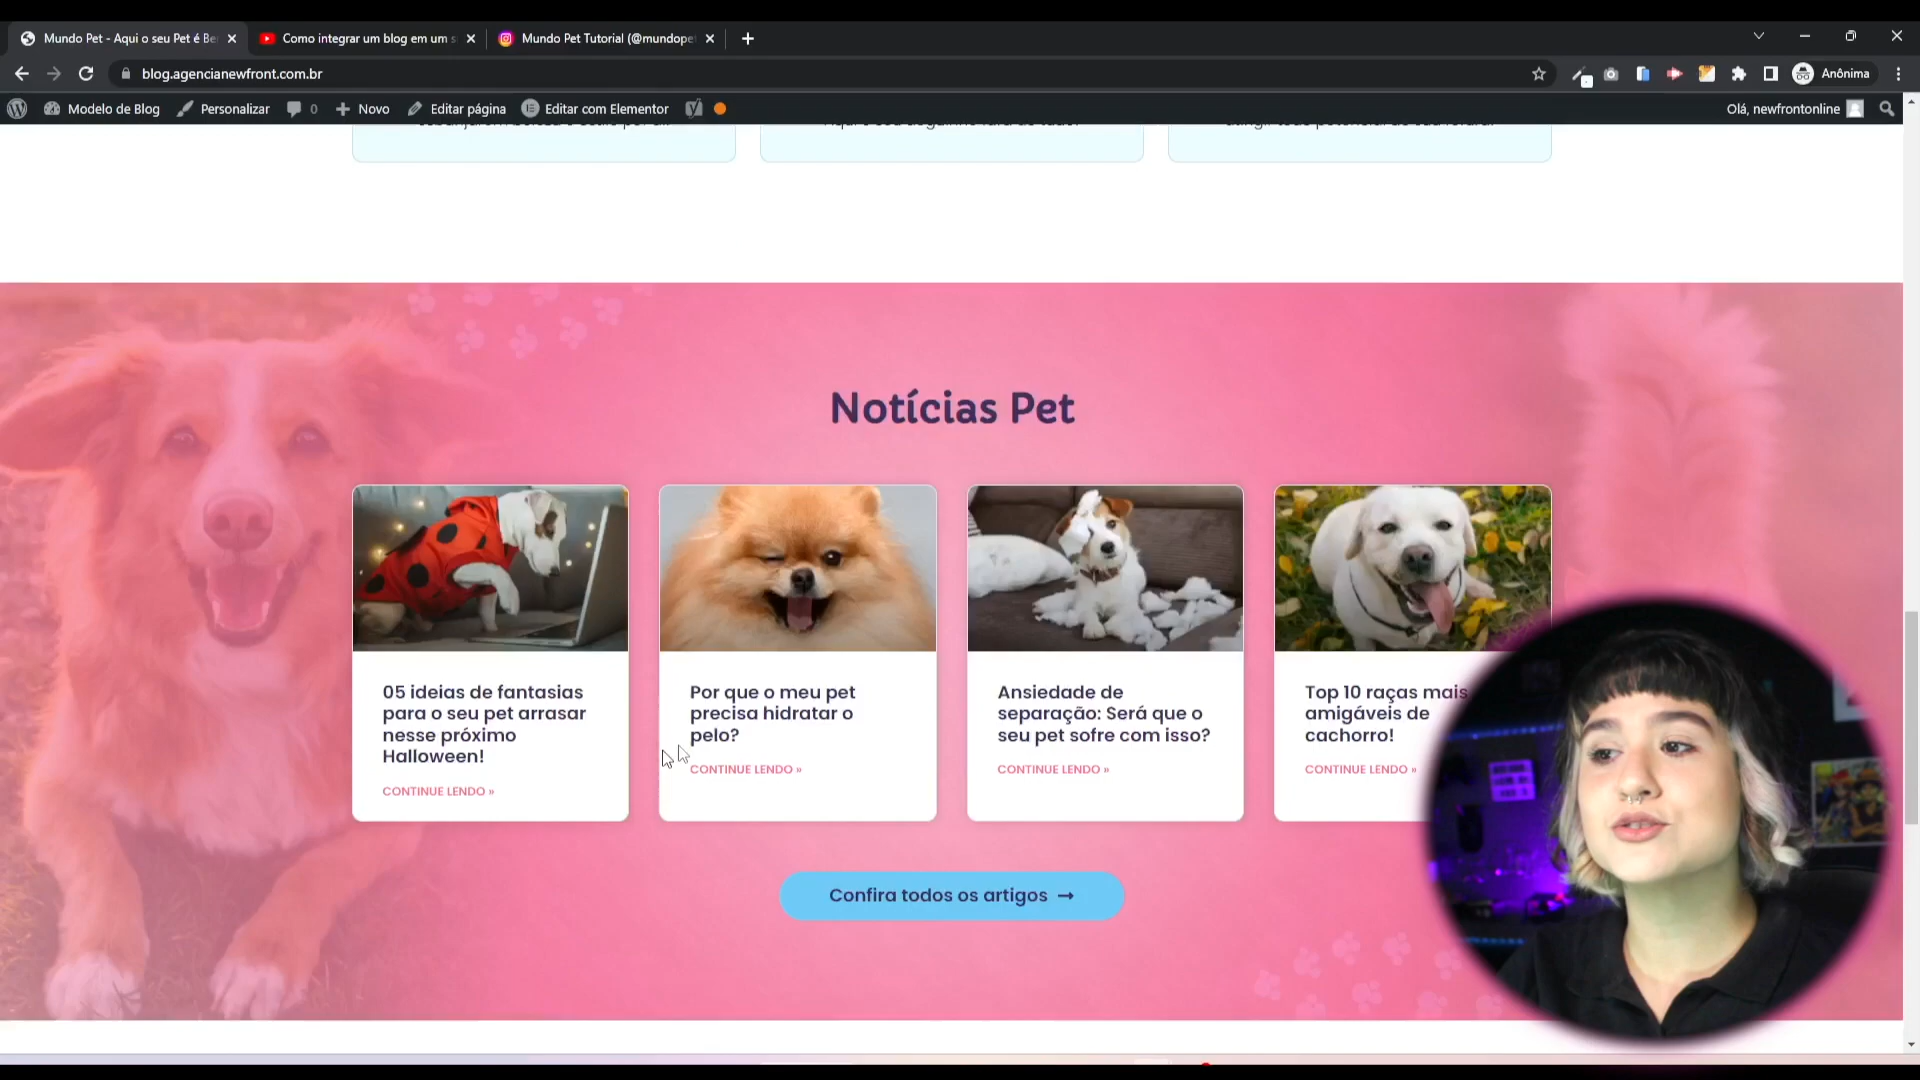 Mundo Pet - Aqui o seu Pet é Be
Como integrar um blog em um s
Mundo Pet Tutorial (@mundope
blog.agencianewfront.com.br
Anônima
Modelo de Blog
Personalizar
0
Novo
Editar página
Editar com Elementor
Olá, newfrontonline
Notícias Pet
05 ideias de fantasias
para o seu pet arrasar
nesse próximo
Halloween!
CONTINUE LENDO »
Por que o meu pet
precisa hidratar o
pelo?
CONTINUE LENDO »
Ansiedade de
separação: Será que o
seu pet sofre com isso?
CONTINUE LENDO »
Top 10 raças mais
amigáveis de
cachorro!
CONTINUE LENDO »
Confira todos os artigos →